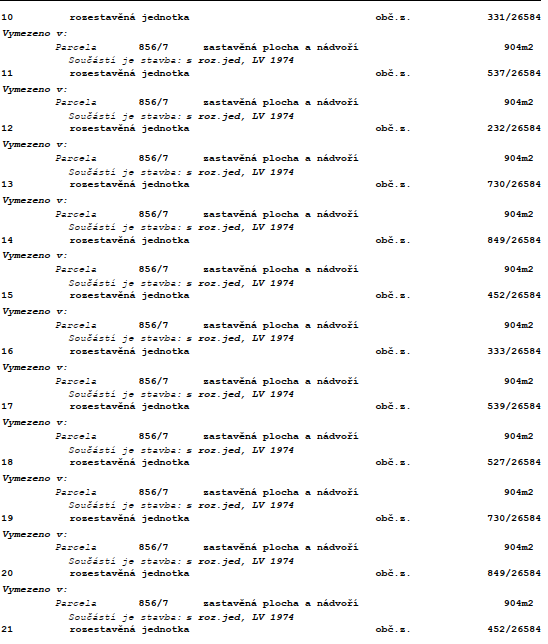 10 rozestavěná jednotka obč.z. 331/26584
Vymezeno v:
Parcela 856/7 zastavěná plocha a nádvoří 904m2
Součástí je stavba: s roz.jed, LV 1974
11 rozestavěná jednotka obč.z. 537/26584
Vymezeno v:
Parcela 856/7 zastavěná plocha a nádvoří 904m2
Součástí je stavba: s roz.jed, LV 1974
12 rozestavěná jednotka obč.z. 232/26584
Vymezeno v:
Parcela 856/7 zastavěná plocha a nádvoří 904m2
Součástí je stavba: s roz.jed, LV 1974
13 rozestavěná jednotka obč.z. 730/26584
Vymezeno v:
Parcela 856/7 zastavěná plocha a nádvoří 904m2
Součástí je stavba: s roz.jed, LV 1974
14 rozestavěná jednotka obč.z. 849/26584
Vymezeno v:
Parcela 856/7 zastavěná plocha a nádvoří 904m2
Součástí je stavba: s roz.jed, LV 1974
15 rozestavěná jednotka obč.z. 452/26584
Vymezeno v:
Parcela 856/7 zastavěná plocha a nádvoří 904m2
Součástí je stavba: s roz.jed, LV 1974
16 rozestavěná jednotka obč.z. 333/26584
Vymezeno v:
Parcela 856/7 zastavěná plocha a nádvoří 904m2
Součástí je stavba: s roz.jed, LV 1974
17 rozestavěná jednotka obč.z. 539/26584
Vymezeno v:
Parcela 856/7 zastavěná plocha a nádvoří 904m2
Součástí je stavba: s roz.jed, LV 1974
18 rozestavěná jednotka obč.z. 527/26584
Vymezeno v:
Parcela 856/7 zastavěná plocha a nádvoří 904m2
Součástí je stavba: s roz.jed, LV 1974
19 rozestavěná jednotka obč.z. 730/26584
Vymezeno v:
Parcela 856/7 zastavěná plocha a nádvoří 904m2
Součástí je stavba: s roz.jed, LV 1974
20 rozestavěná jednotka obč.z. 849/26584
Vymezeno v:
Parcela 856/7 zastavěná plocha a nádvoří 904m2
Součástí je stavba: s roz.jed, LV 1974
21 rozestavěná jednotka obč.z. 452/26584